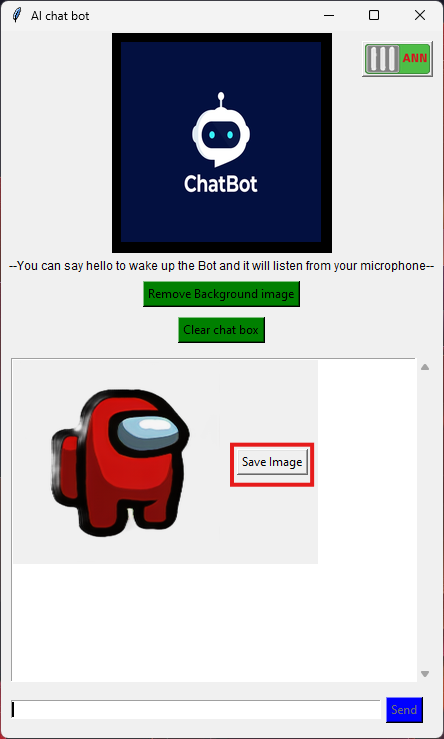 AI chat bot
ANN
ChatBot
--You can say hello to wake up the Bot and it will listen from your microphone--
Remove Background image
Clear chat box
Save Image
Send